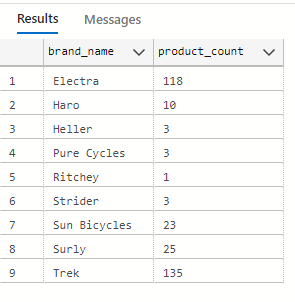 Results Messages
brand_name product_count
1 Electra 118
2 Haro 10
3 Heller 3
4 Pure Cycles 3
5 Ritchey 1
6 Strider 3
7 Sun Bicycles 23
8 Surly 25
9 Trek 135